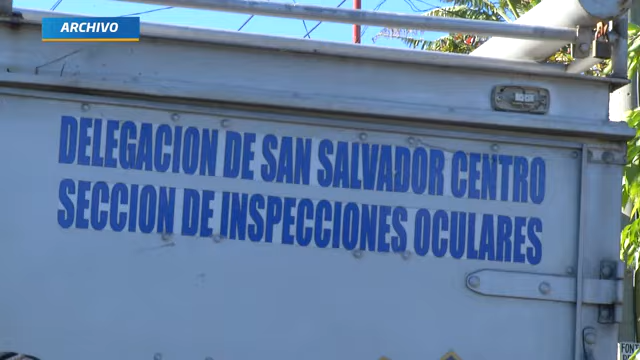 ARCHIVO
DELEGACION DE SAN SALVADOR CENTRO
SECCION DE INSPECCIONES OCULARES